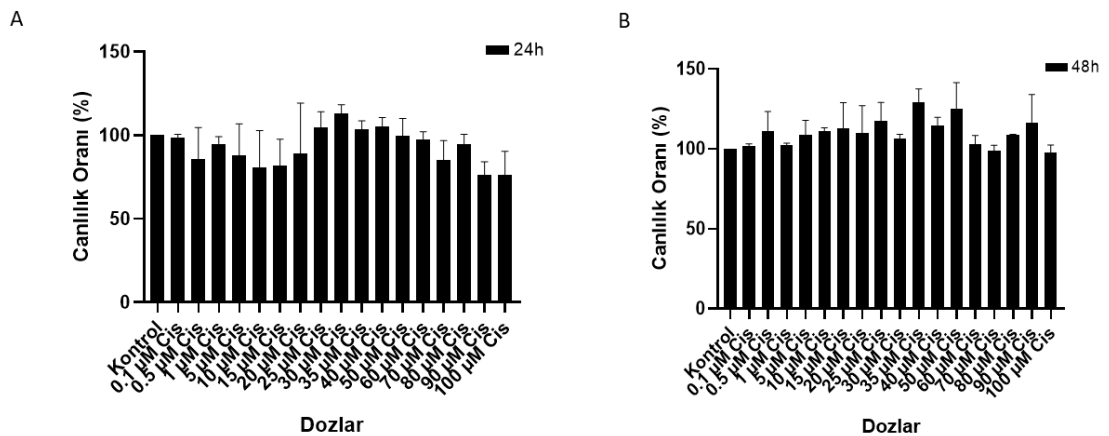 A
150
100
50
0
Canlılık Oranı (%)
24h
Kontrol
0.1 µM Cis
0.5 µM Cis
1 µM Cis
5 µM Cis
10 µM Cis
15 µM Cis
20 µM Cis
25 µM Cis
30 µM Cis
35 µM Cis
40 µM Cis
50 µM Cis
60 µM Cis
70 µM Cis
80 µM Cis
90 µM Cis
100 µM Cis
Dozlar
B
150
100
50
0
Canlılık Oranı (%)
48h
Kontrol
0.1 µM Cis
0.5 µM Cis
1 µM Cis
5 µM Cis
10 µM Cis
15 µM Cis
20 µM Cis
25 µM Cis
30 µM Cis
35 µM Cis
40 µM Cis
50 µM Cis
60 µM Cis
70 µM Cis
80 µM Cis
90 µM Cis
100 µM Cis
Dozlar